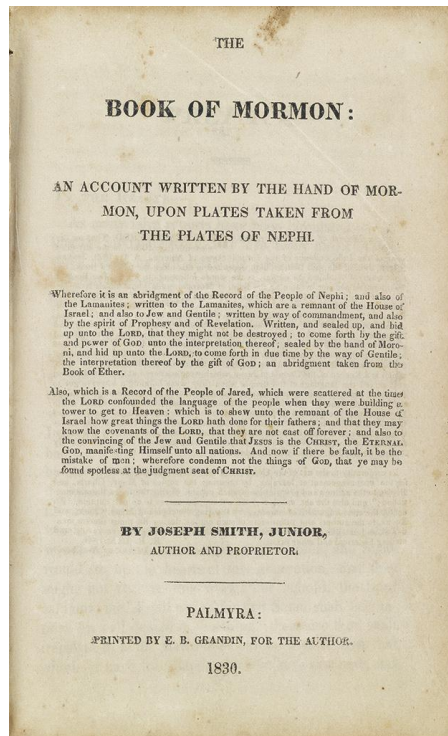 THE
BOOK OF MORMON:
AN ACCOUNT WRITTEN BY THE HAND OF MOR-
MON, UPON PLATES TAKEN FROM
THE PLATES OF NEPHI.
Wherefore it is an abridgment of the Record of the People of Nephi; and also of
the Lamanites; written to the Lamanites, which are a remnant of the House of
Israel; and also to Jew and Gentile; written by way of commandment, and also
by the spirit of Prophesy and of Revelation. Written, and sealed up, and hid
up unto the LORD, that they might not be destroyed; to come forth by the gift
and power of GOD, unto the interpretation thereof; sealed by the hand of Moro-
ni, and hid up unto the LORD, to come forth in due time by the way of Gentile;
the interpretation thereof by the gift of GOD; an abridgment taken from the
Book of Ether.
Also, which is a Record of the People of Jared, which were scattered at the time
the LORD confounded the language of the people when they were building a
tower to get to Heaven: which is to shew unto the remnant of the House of
Israel how great things the LORD hath done for their fathers; and that they may
know the covenants of the LORD, that they are not cast off forever; and also to
the convincing of the Jew and Gentile that JESUS is the CHRIST, the ETERNAL
GOD, manifesting Himself unto all nations. And now if there be fault, it be the
mistake of men; wherefore condemn not the things of GOD, that ye may be
found spotless at the judgment seat of CHRIST.
BY JOSEPH SMITH, JUNIOR,
AUTHOR AND PROPRIETOR.
PALMYRA:
PRINTED BY E. B. GRANDIN, FOR THE AUTHOR.
1830.